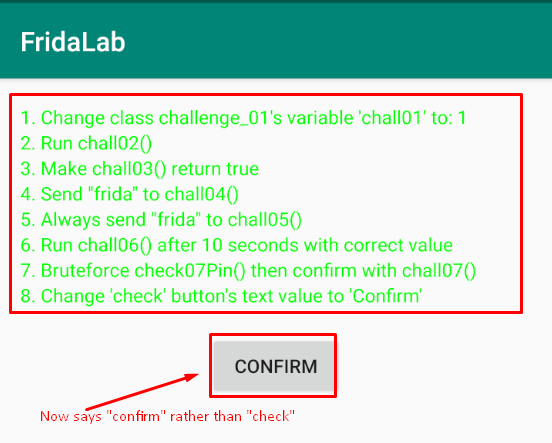 FridaLab
1. Change class challenge_01's variable 'chall01' to: 1
2. Run chall02()
3. Make chall03() return true
4. Send "frida" to chall04()
5. Always send "frida" to chall05()
6. Run chall06() after 10 seconds with correct value
7. Bruteforce check07Pin() then confirm with chall07()
8. Change 'check' button's text value to 'Confirm'
CONFIRM
Now says "confirm" rather than "check"